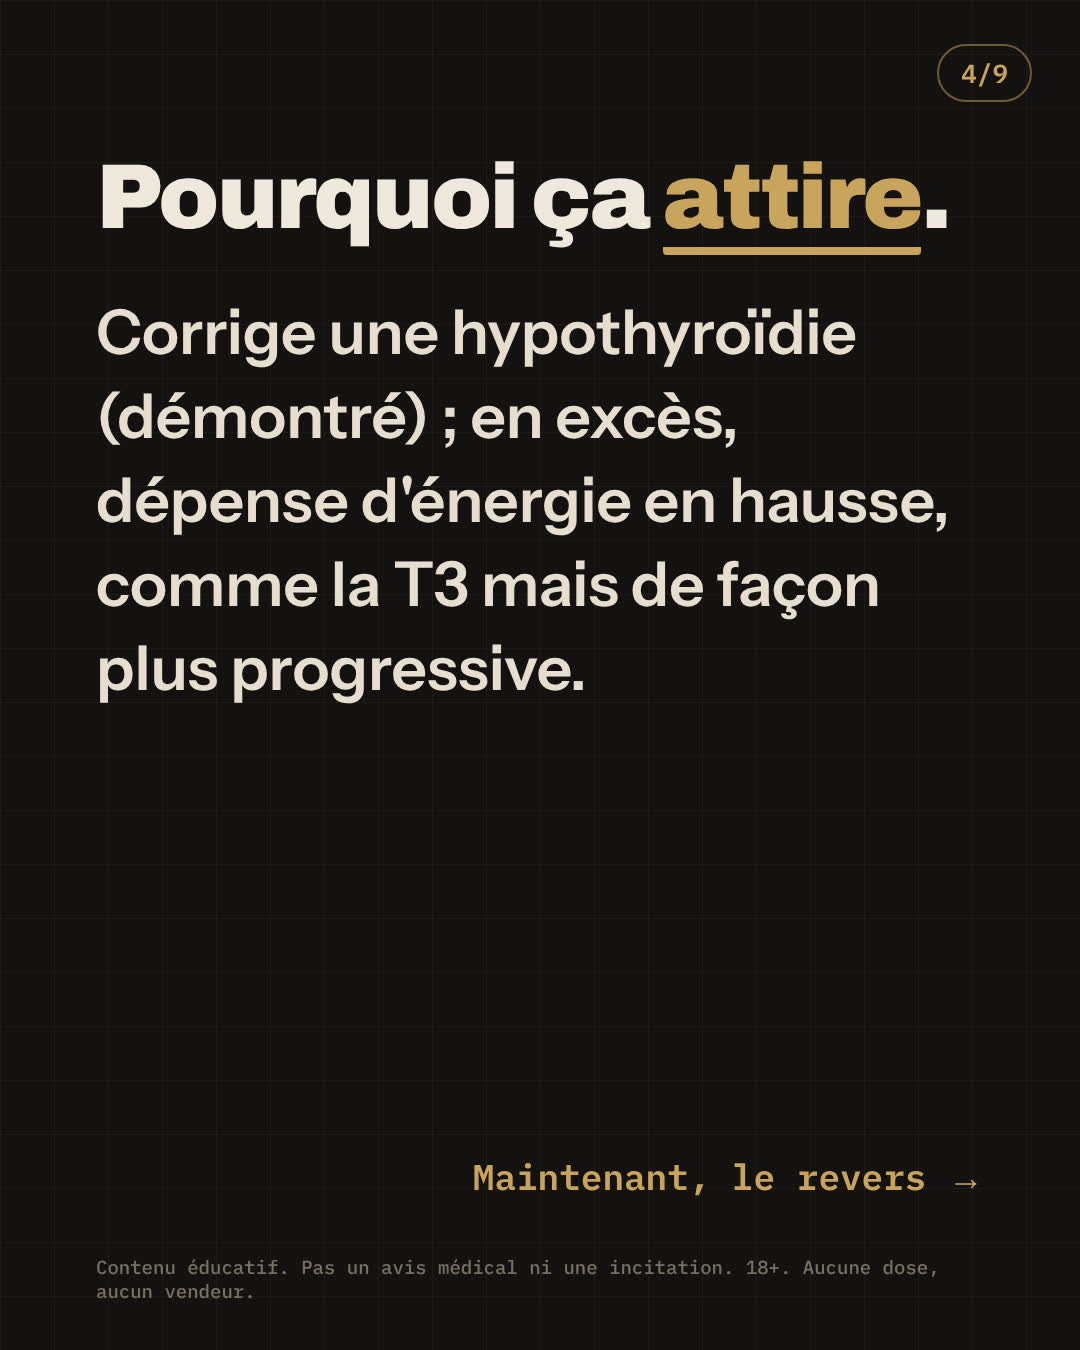 4/9
Pourquoi ça attire.
Corrige une hypothyroïdie
(démontré) ; en excès,
dépense d'énergie en hausse,
comme la T3 mais de façon
plus progressive.
Maintenant, le revers →
Contenu éducatif. Pas un avis médical ni une incitation. 18+. Aucune dose,
aucun vendeur.